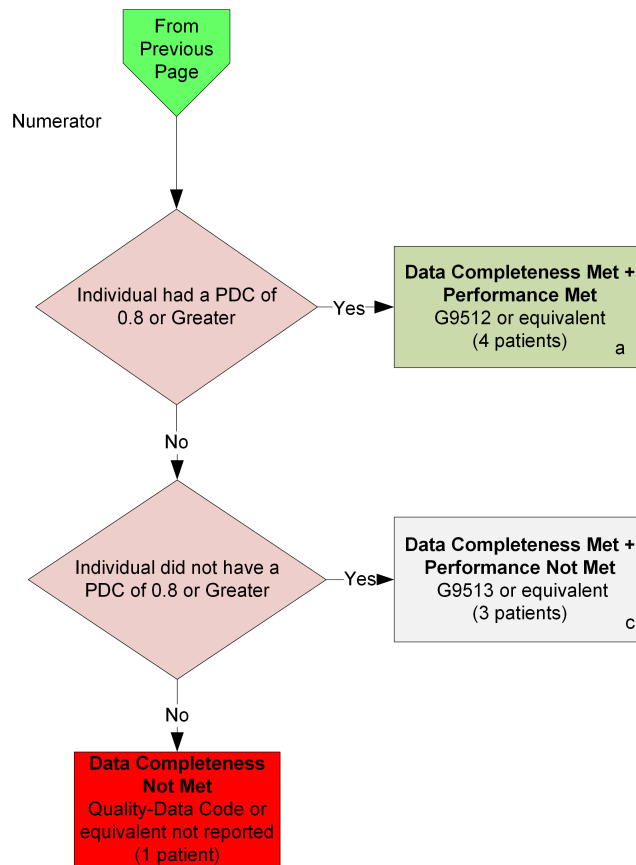 From
Previous
Page
Numerator
Individual had a PDC of
0.8 or Greater
Yes
Data Completeness Met +
Performance Met
G9512 or equivalent
(4 patients)
a
No
Individual did not have a
PDC of 0.8 or Greater
Yes
Data Completeness Met +
Performance Not Met
G9513 or equivalent
(3 patients)
c
No
Data Completeness
Not Met
Quality-Data Code or
equivalent not reported
(1 patient)